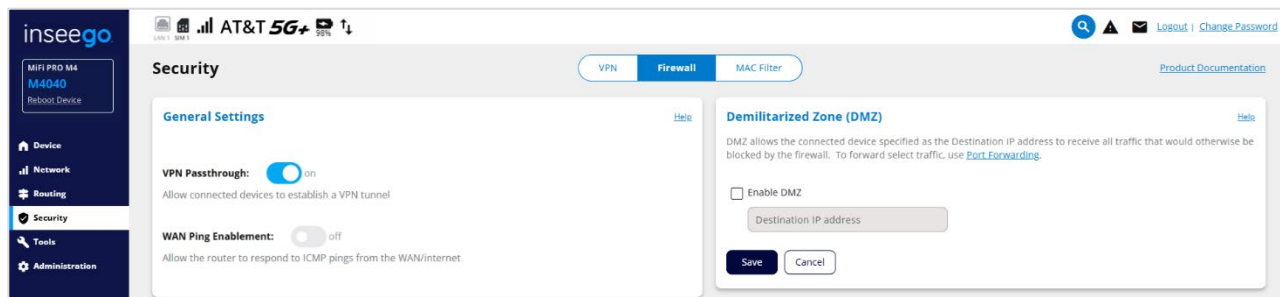 inseego
LAN 1 SIM 1 AT&T 5G+ 98%
Logout | Change Password
MiFi PRO M4
M4040
Reboot Device
Device
Network
Routing
Security
Tools
Administration
Security
VPN Firewall MAC Filter
Product Documentation
General Settings Help
VPN Passthrough: on
Allow connected devices to establish a VPN tunnel
WAN Ping Enablement: off
Allow the router to respond to ICMP pings from the WAN/internet
Demilitarized Zone (DMZ) Help
DMZ allows the connected device specified as the Destination IP address to receive all traffic that would otherwise be
blocked by the firewall. To forward select traffic, use Port Forwarding.
Enable DMZ
Destination IP address
Save Cancel